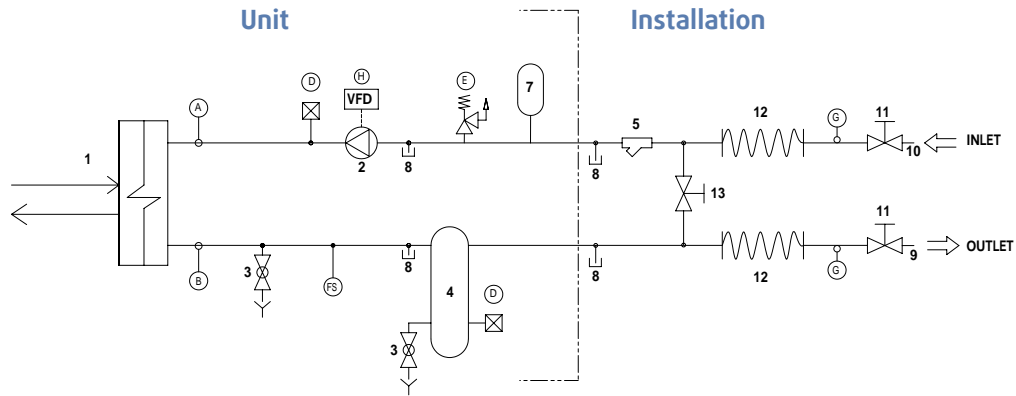 Unit Installation
D H E 7
VFD
12 G 11
A 5
1 INLET
10
2 8 8
13
11
9 OUTLET
8 8
B 3 FS 4 D 12 G
3